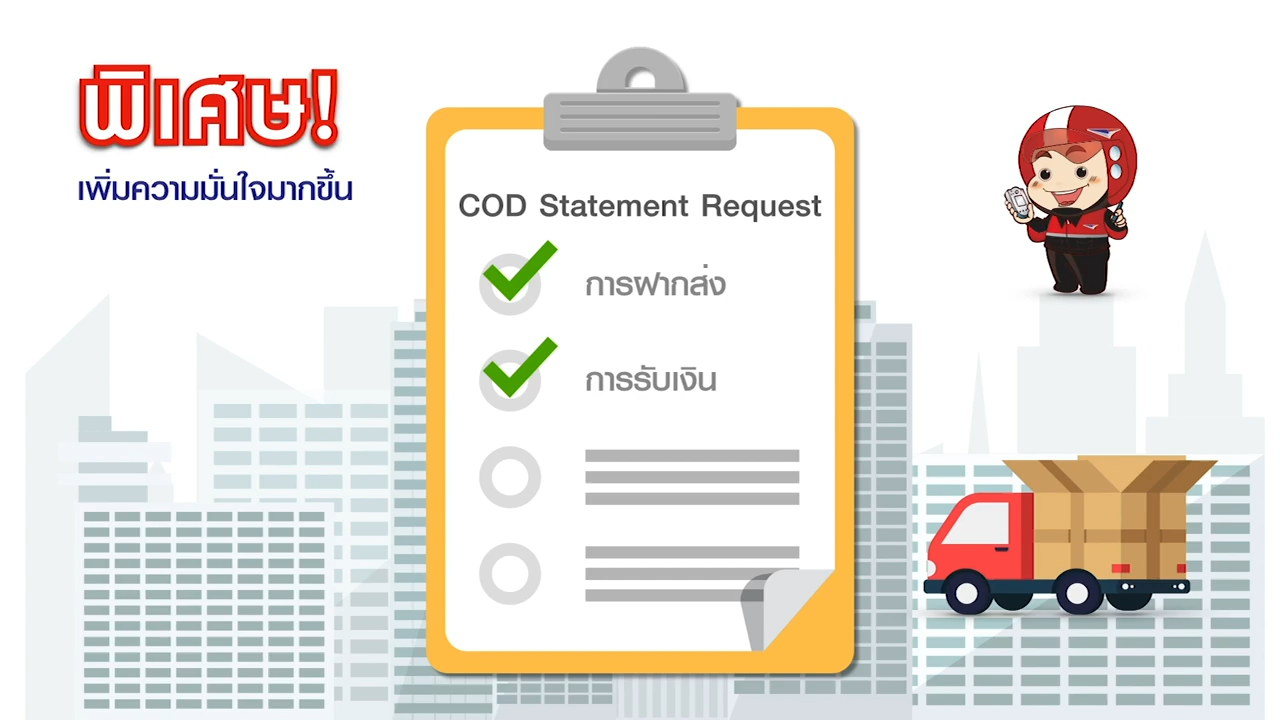 พิเศษ!
เพิ่มความมั่นใจมากขึ้น
COD Statement Request
การฝากส่ง
การรับเงิน